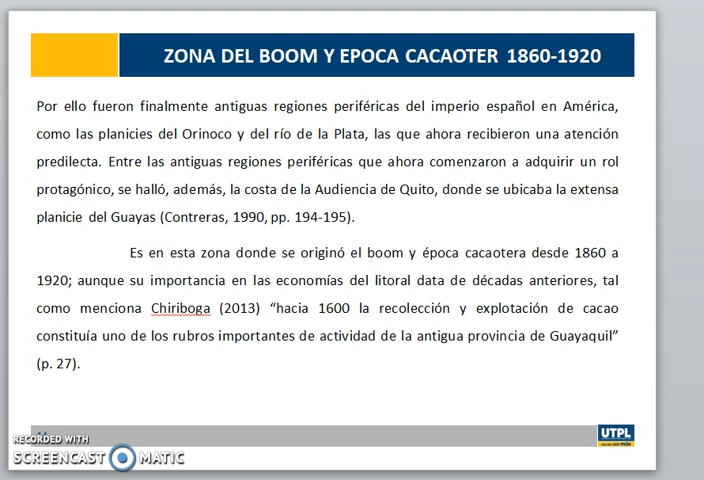 ZONA DEL BOOM Y EPOCA CACAOTER 1860-1920
Por ello fueron finalmente antiguas regiones periféricas del imperio español en América,
como las planicies del Orinoco y del río de la Plata, las que ahora recibieron una atención
predilecta. Entre las antiguas regiones periféricas que ahora comenzaron a adquirir un rol
protagónico, se halló, además, la costa de la Audiencia de Quito, donde se ubicaba la extensa
planicie del Guayas (Contreras, 1990, pp. 194-195).
Es en esta zona donde se originó el boom y época cacaotera desde 1860 a
1920; aunque su importancia en las economías del litoral data de décadas anteriores, tal
como menciona Chiriboga (2013) “hacia 1600 la recolección y explotación de cacao
constituía uno de los rubros importantes de actividad de la antigua provincia de Guayaquil”
(p. 27).
RECORDED WITH
SCREENCAST MATIC
UTPL